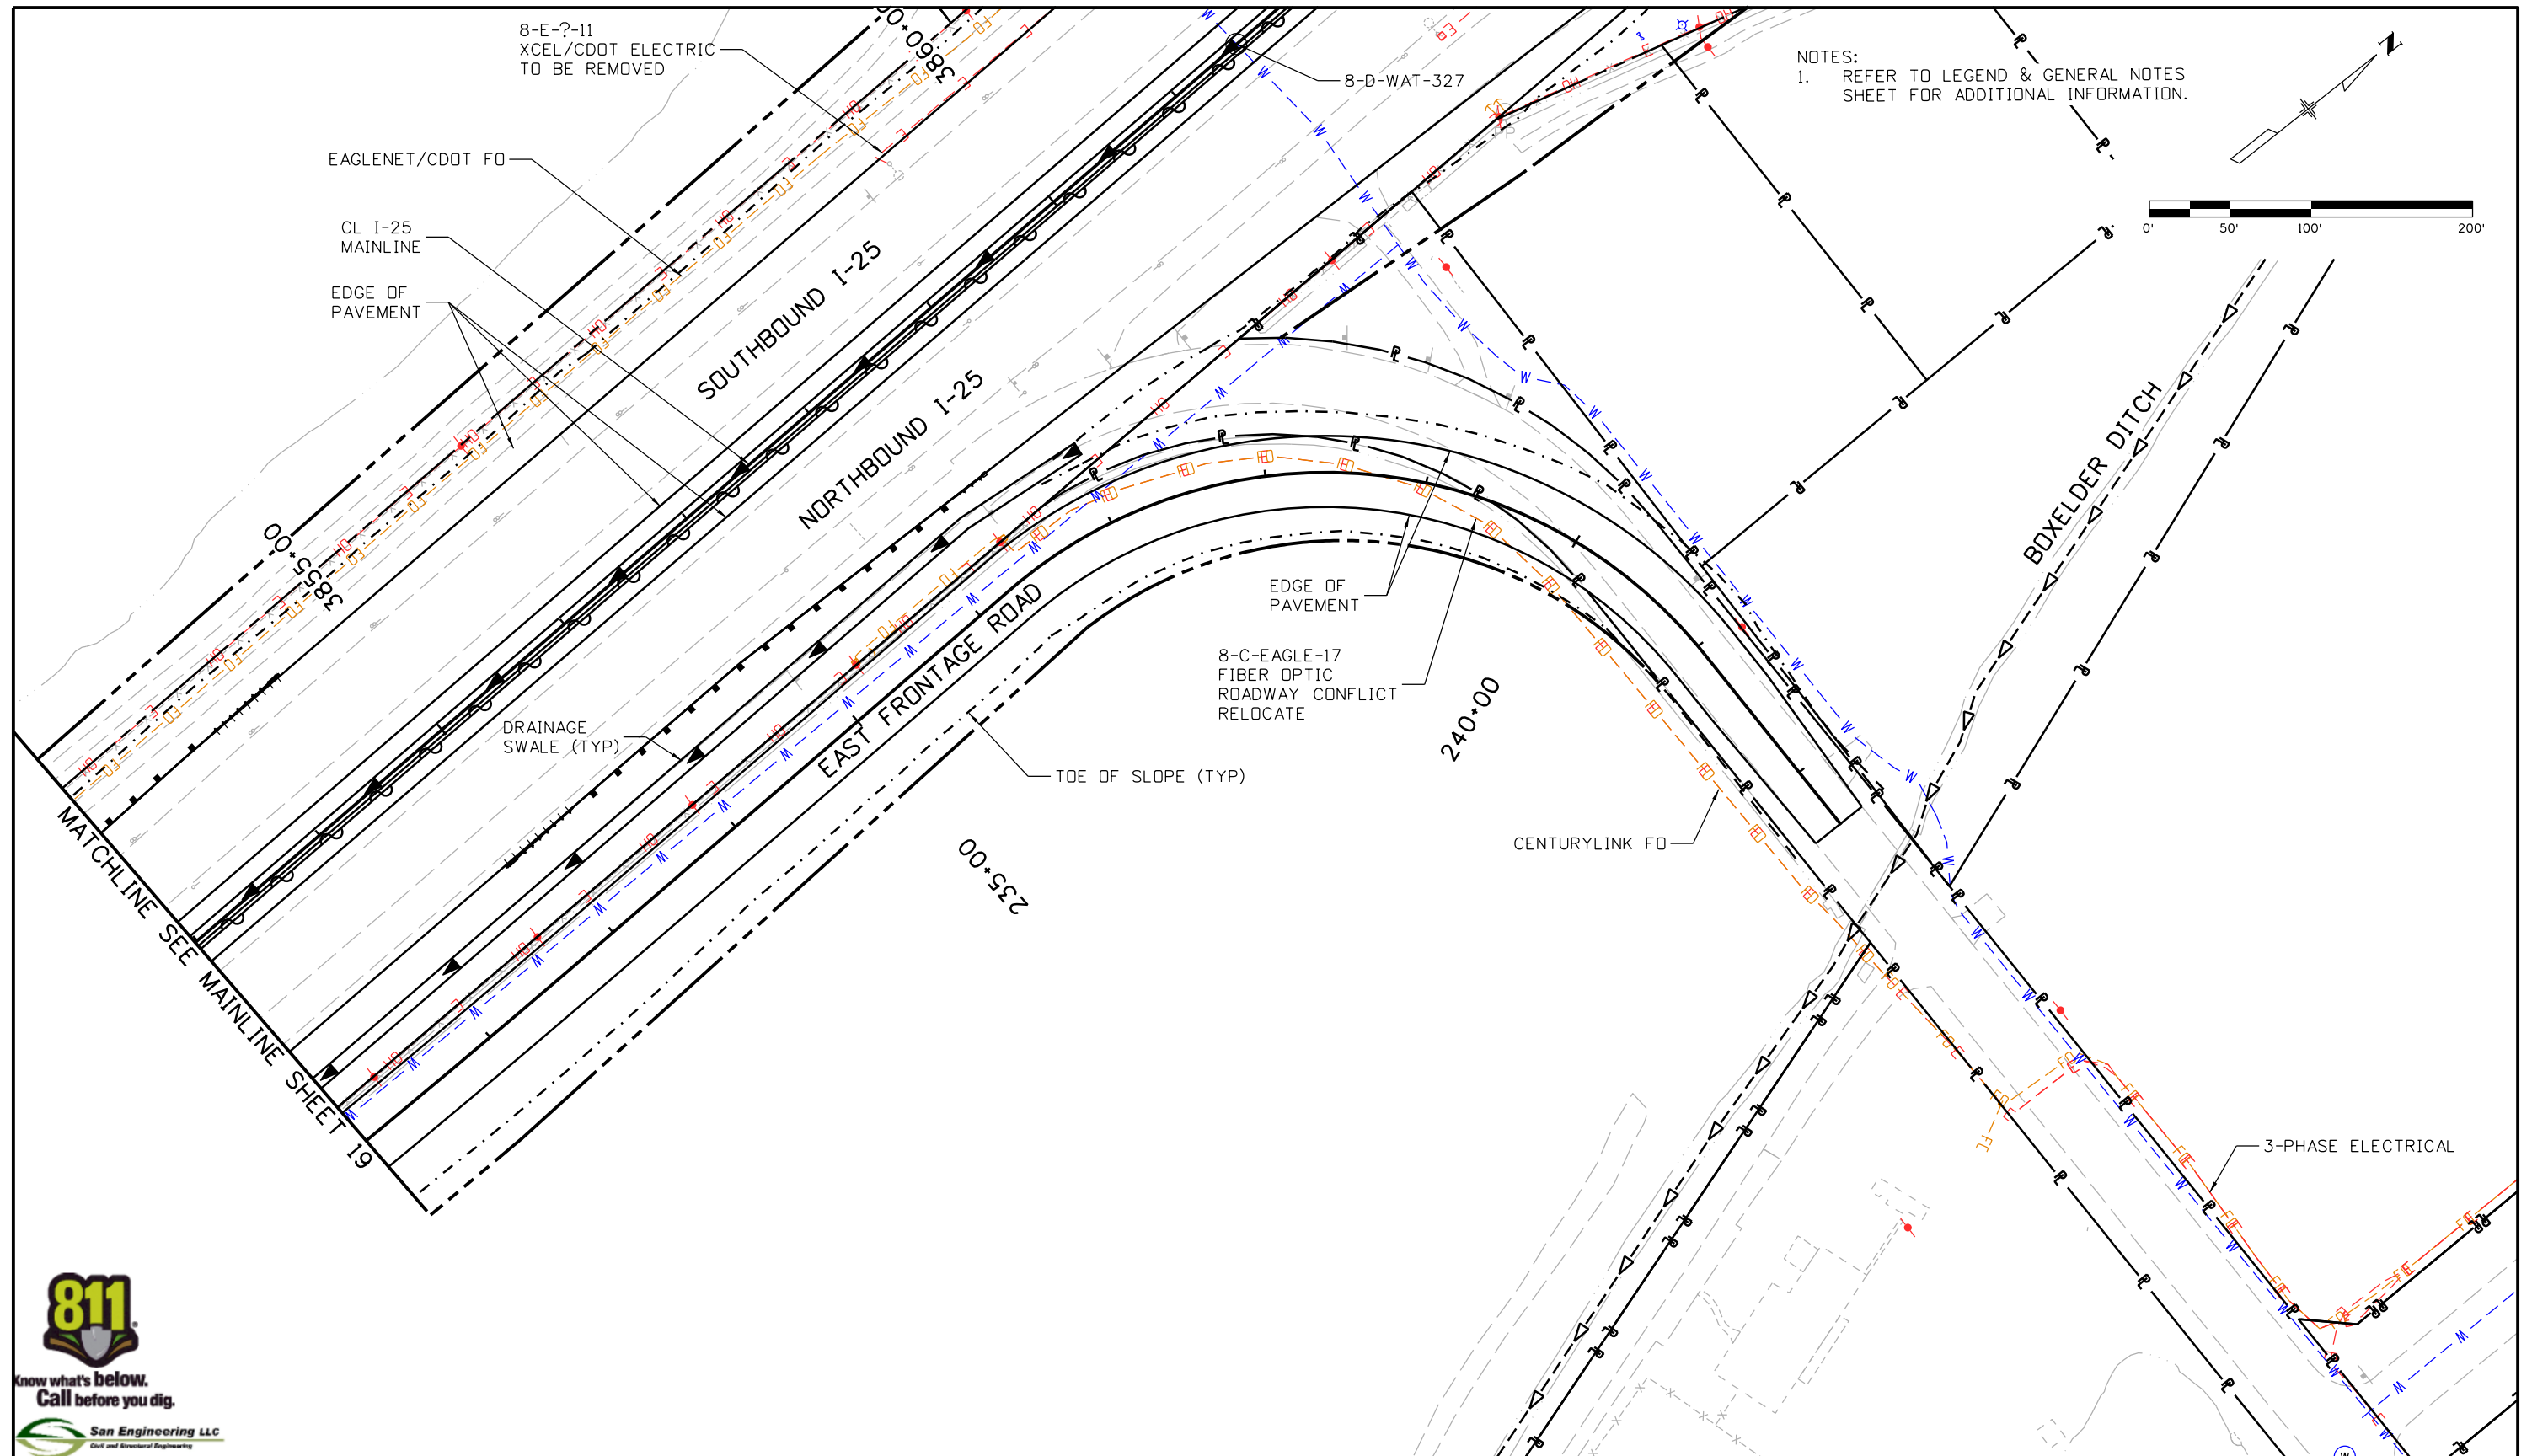 8-E-?-11
XCEL/CDOT ELECTRIC
TO BE REMOVED
3860+00
8-D-WAT-327
NOTES:
1. REFER TO LEGEND & GENERAL NOTES
SHEET FOR ADDITIONAL INFORMATION.
N
0' 50' 100' 200'
EAGLENET/CDOT FO
CL I-25
MAINLINE
EDGE OF
PAVEMENT
SOUTHBOUND I-25
NORTHBOUND I-25
BOXELDER DITCH
3855+00
EDGE OF
PAVEMENT
EAST FRONTAGE ROAD
8-C-EAGLE-17
FIBER OPTIC
ROADWAY CONFLICT
RELOCATE
240+00
DRAINAGE
SWALE (TYP)
TOE OF SLOPE (TYP)
235+00
CENTURYLINK FO
MATCHLINE SEE MAINLINE SHEET 19
3-PHASE ELECTRICAL
811
Know what's below.
Call before you dig.
San Engineering LLC
Civil and Structural Engineering